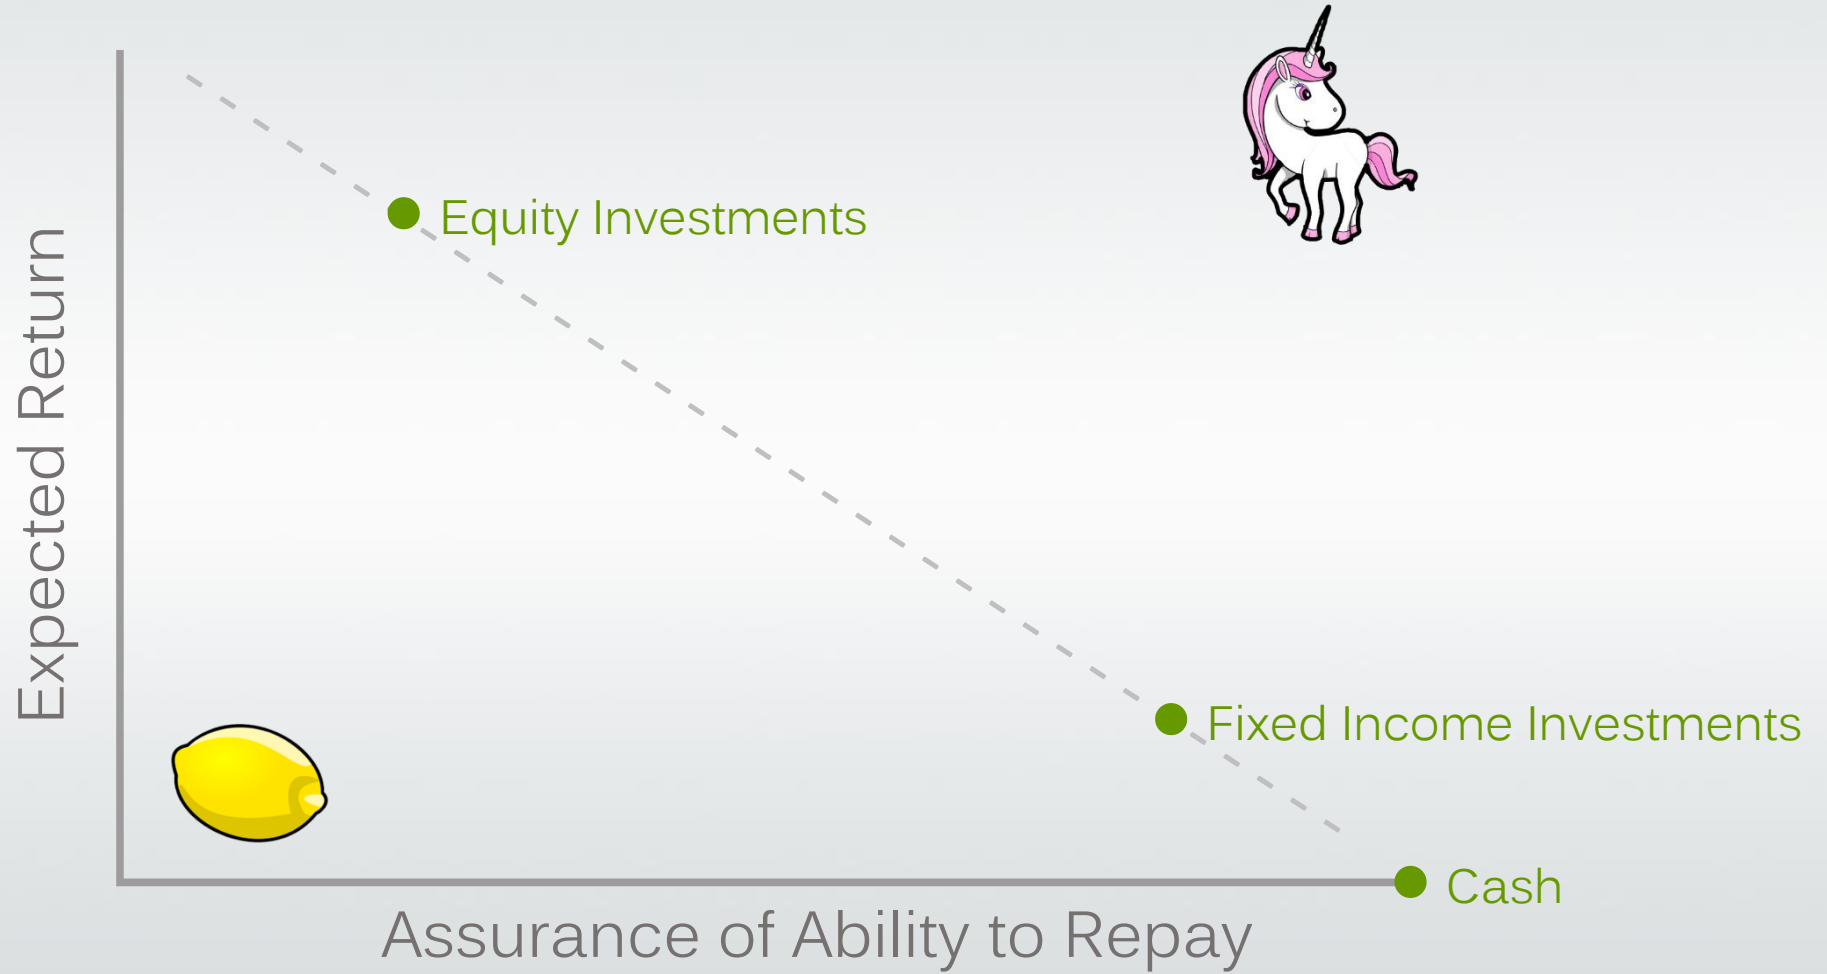 Equity Investments
Expected Return
Fixed Income Investments
Cash
Assurance of Ability to Repay